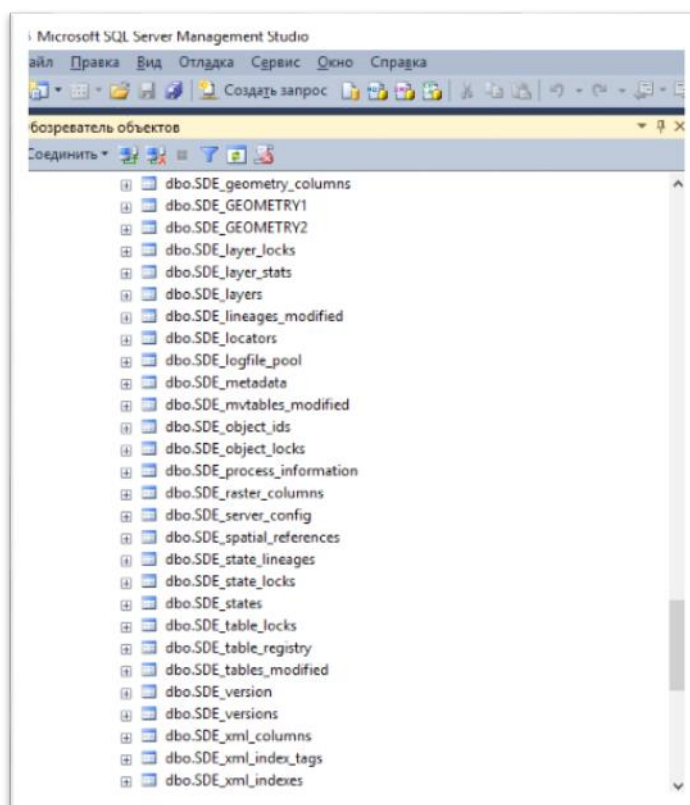 Microsoft SQL Server Management Studio
айл Правка Вид Отладка Сервис Окно Справка
Создать запрос
бозреватель объектов
Соединить
dbo.SDE_geometry_columns
dbo.SDE_GEOMETRY1
dbo.SDE_GEOMETRY2
dbo.SDE_layer_locks
dbo.SDE_layer_stats
dbo.SDE_layers
dbo.SDE_lineages_modified
dbo.SDE_locators
dbo.SDE_logfile_pool
dbo.SDE_metadata
dbo.SDE_mvtables_modified
dbo.SDE_object_ids
dbo.SDE_object_locks
dbo.SDE_process_information
dbo.SDE_raster_columns
dbo.SDE_server_config
dbo.SDE_spatial_references
dbo.SDE_state_lineages
dbo.SDE_state_locks
dbo.SDE_states
dbo.SDE_table_locks
dbo.SDE_table_registry
dbo.SDE_tables_modified
dbo.SDE_version
dbo.SDE_versions
dbo.SDE_xml_columns
dbo.SDE_xml_index_tags
dbo.SDE_xml_indexes